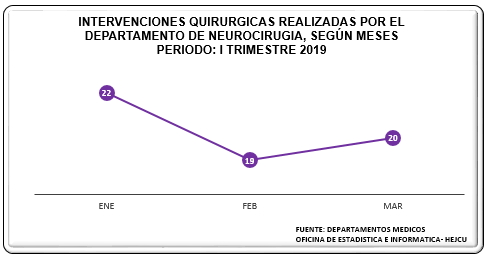 INTERVENCIONES QUIRURGICAS REALIZADAS POR EL
DEPARTAMENTO DE NEUROCIRUGIA, SEGÚN MESES
PERIODO: I TRIMESTRE 2019
22
19
20
ENE FEB MAR
FUENTE: DEPARTAMENTOS MEDICOS
OFICINA DE ESTADISTICA E INFORMATICA- HEJCU